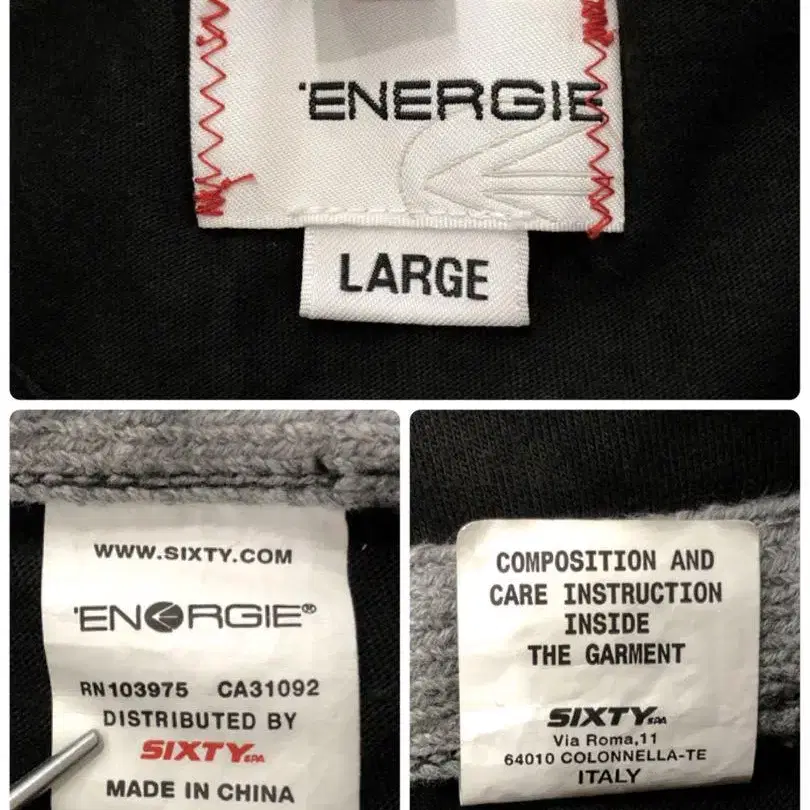 'ENERGIE
LARGE
WWW.SIXTY.COM
'ENERGIE®
RN103975 CA31092
DISTRIBUTED BY
SIXTY SPA
MADE IN CHINA
COMPOSITION AND
CARE INSTRUCTION
INSIDE
THE GARMENT
SIXTY SPA
Via Roma,11
64010 COLONNELLA-TE
ITALY